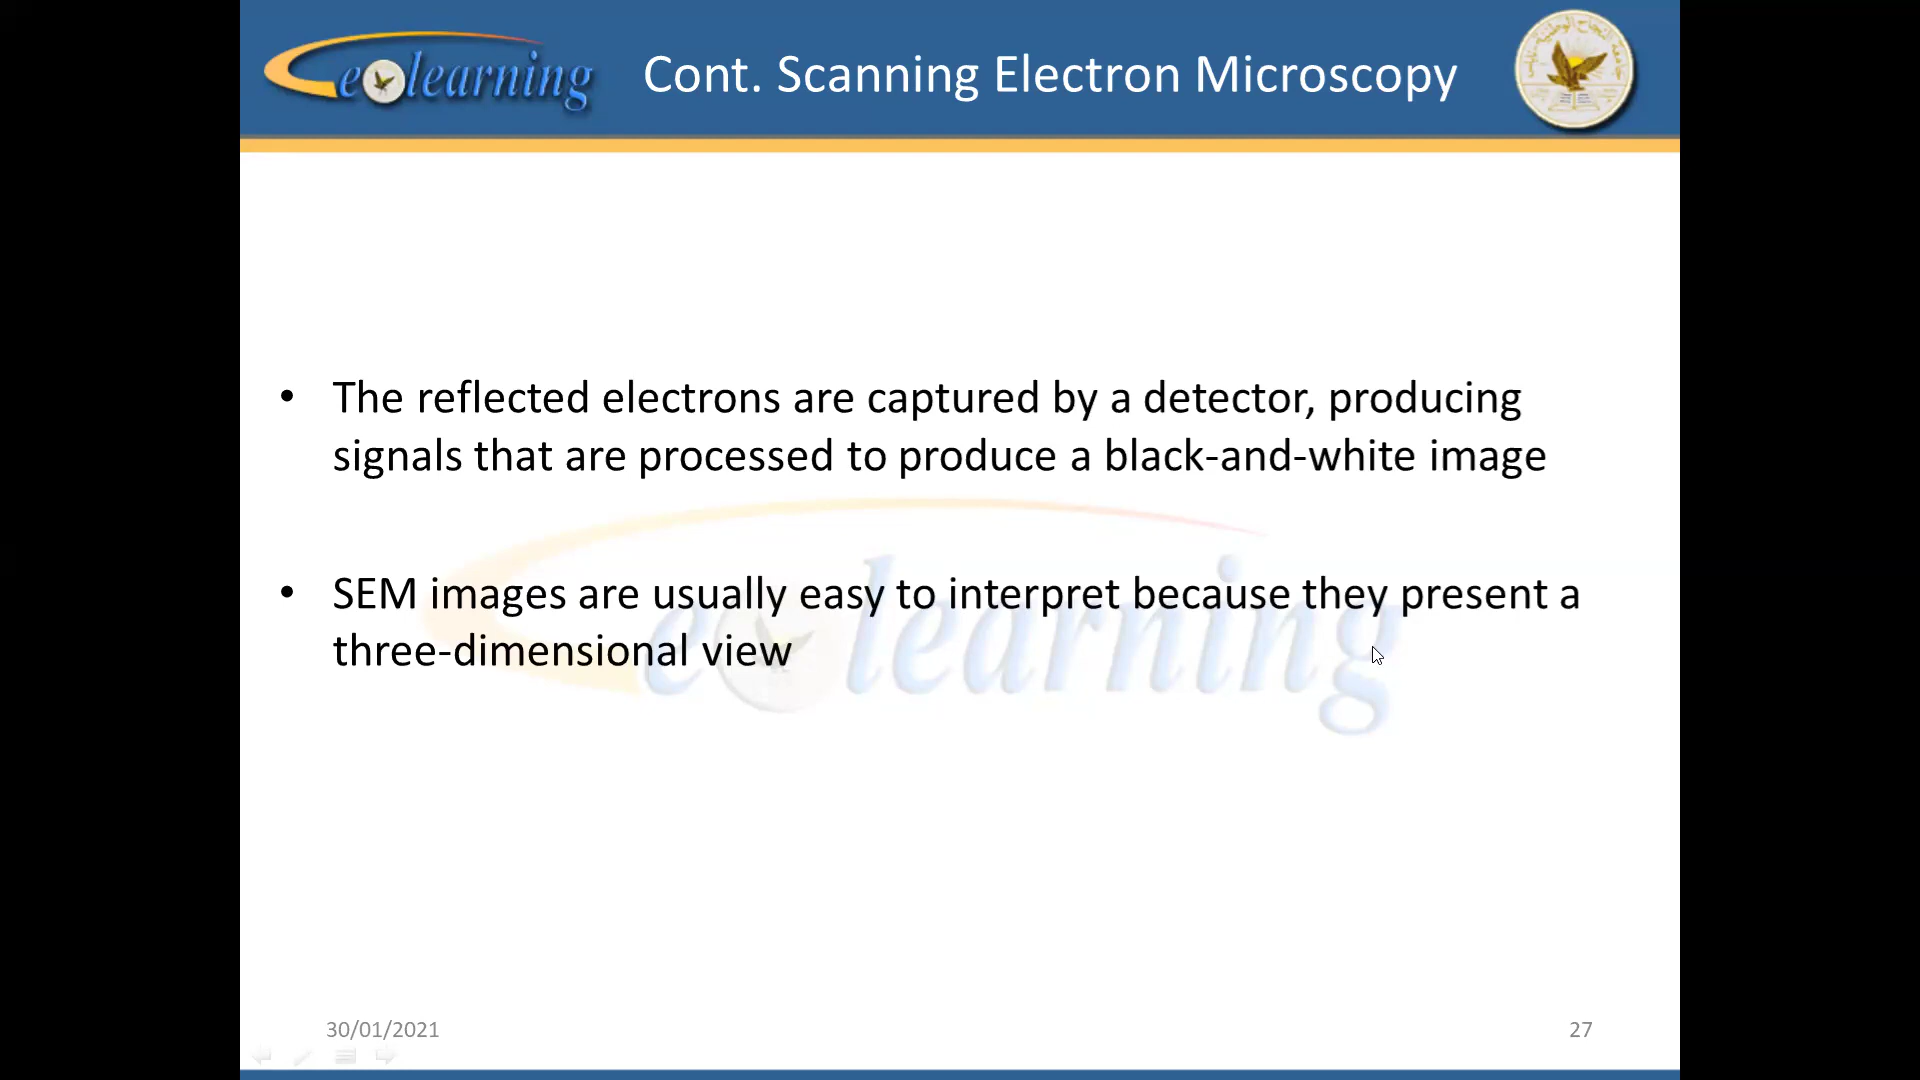 elearning
Cont. Scanning Electron Microscopy
• The reflected electrons are captured by a detector, producing
signals that are processed to produce a black-and-white image
• SEM images are usually easy to interpret because they present a
three-dimensional view
elearning
30/01/2021
27